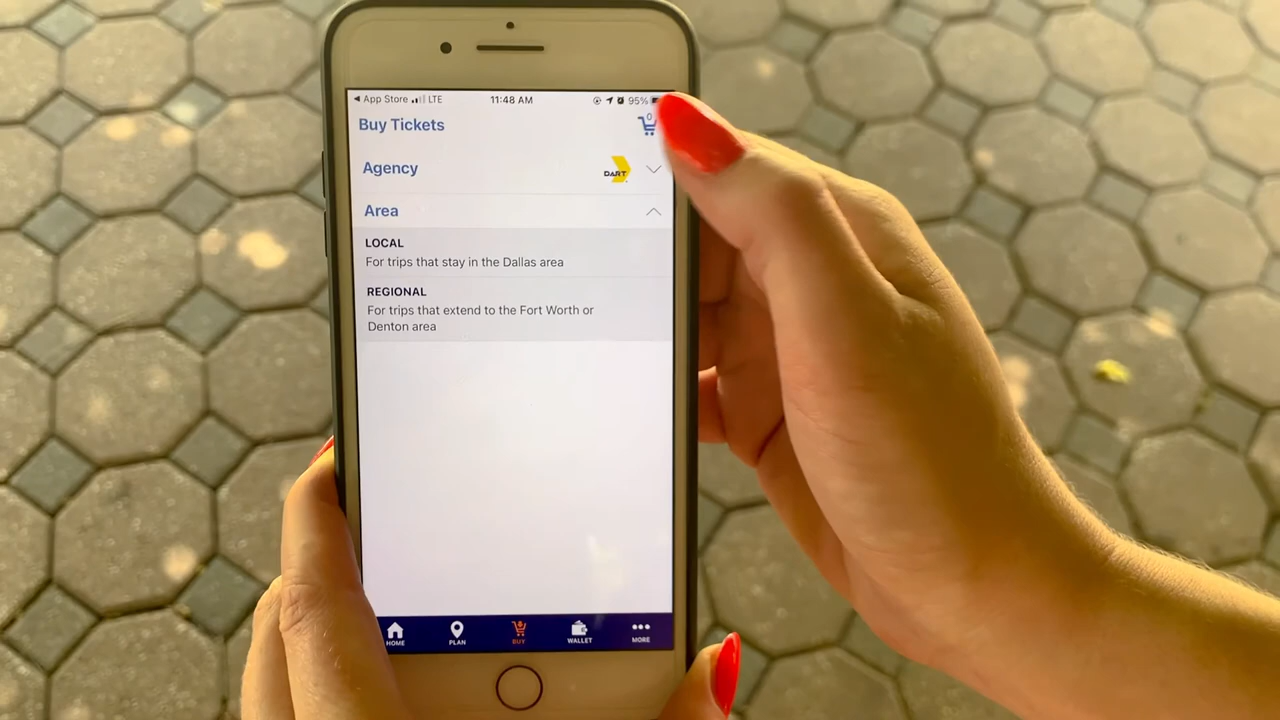 App Store LTE 11:48 AM 95%
Buy Tickets 0
Agency DART
Area
LOCAL
For trips that stay in the Dallas area
REGIONAL
For trips that extend to the Fort Worth or
Denton area
HOME PLAN BUY WALLET MORE